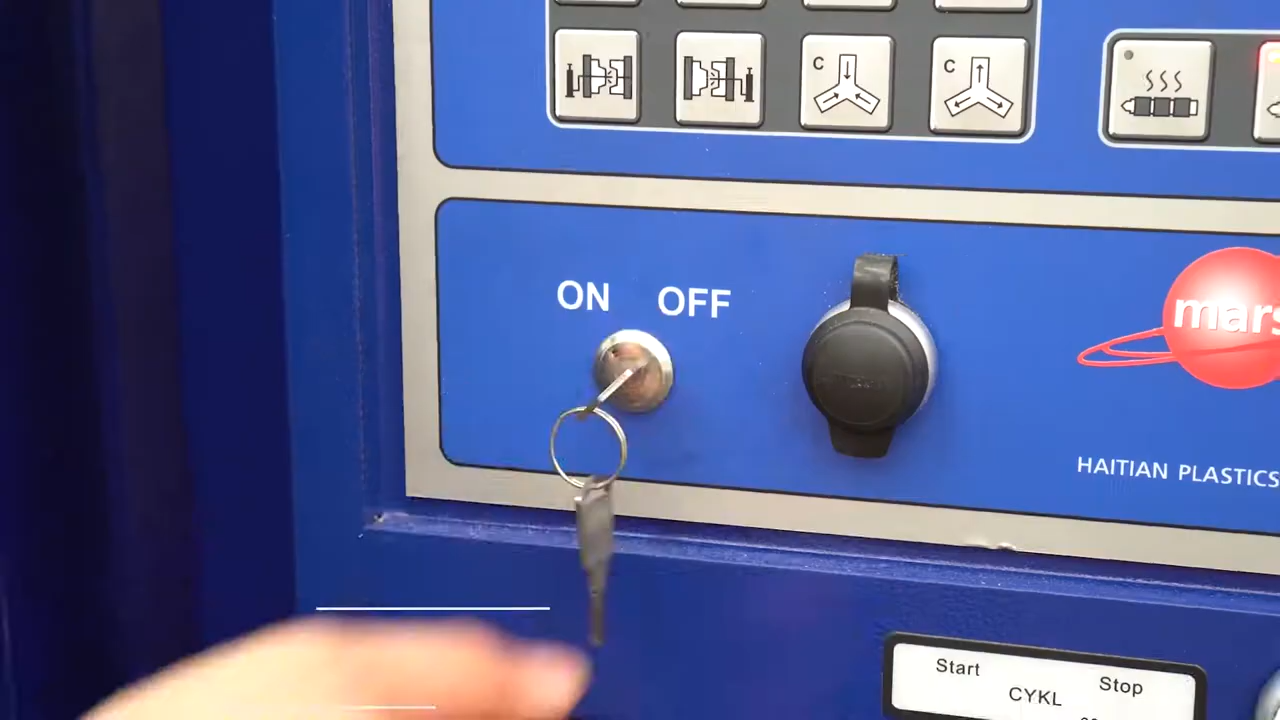 C C
ON OFF
mars
HAITIAN PLASTICS
Start Stop
CYKL